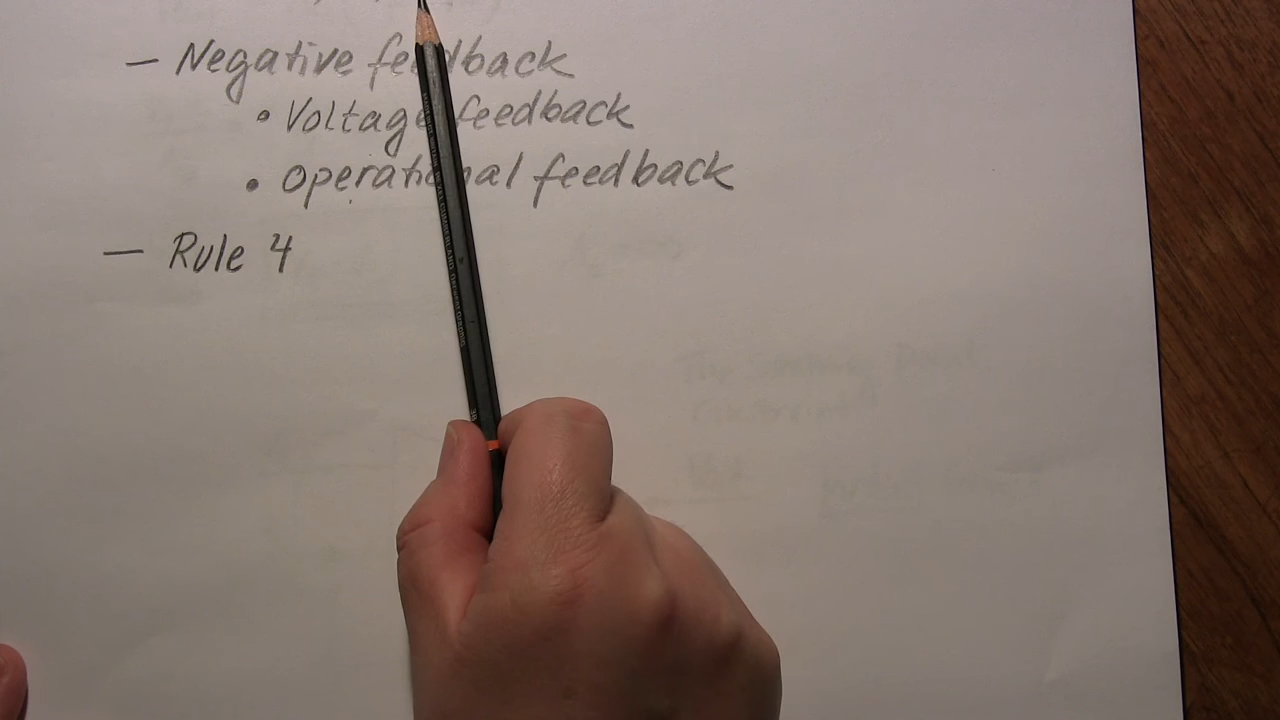 — Negative feedback
• Voltage feedback
• operational feedback
— Rule 4